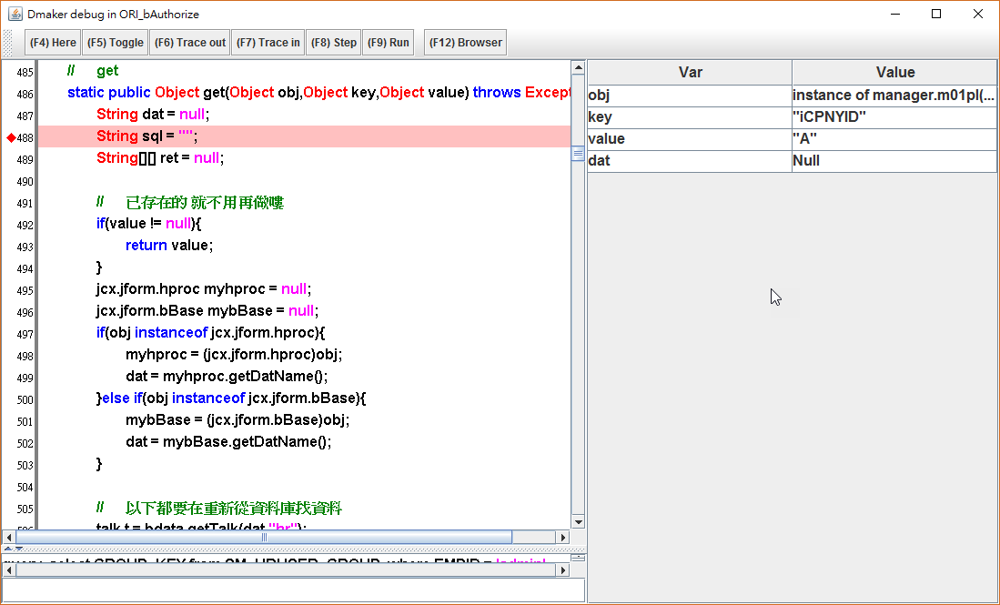 Dmaker debug in ORI_bAuthorize
(F4) Here (F5) Toggle (F6) Trace out (F7) Trace in (F8) Step (F9) Run (F12) Browser
485 // get
486 static public Object get(Object obj,Object key,Object value) throws Except
487 String dat = null;
488 String sql = "";
489 String[][] ret = null;
490
491 // 已存在的 就不用再做嘍
492 if(value != null){
493 return value;
494 }
495 jcx.jform.hproc myhproc = null;
496 jcx.jform.bBase mybBase = null;
497 if(obj instanceof jcx.jform.hproc){
498 myhproc = (jcx.jform.hproc)obj;
499 dat = myhproc.getDatName();
500 }else if(obj instanceof jcx.jform.bBase){
501 mybBase = (jcx.jform.bBase)obj;
502 dat = mybBase.getDatName();
503 }
504
505 // 以下都要在重新從資料庫找資料
talk t = bdata.getTalk(dat,"hr");
Var Value
obj instance of manager.m01pl(...
key "iCPNYID"
value "A"
dat Null